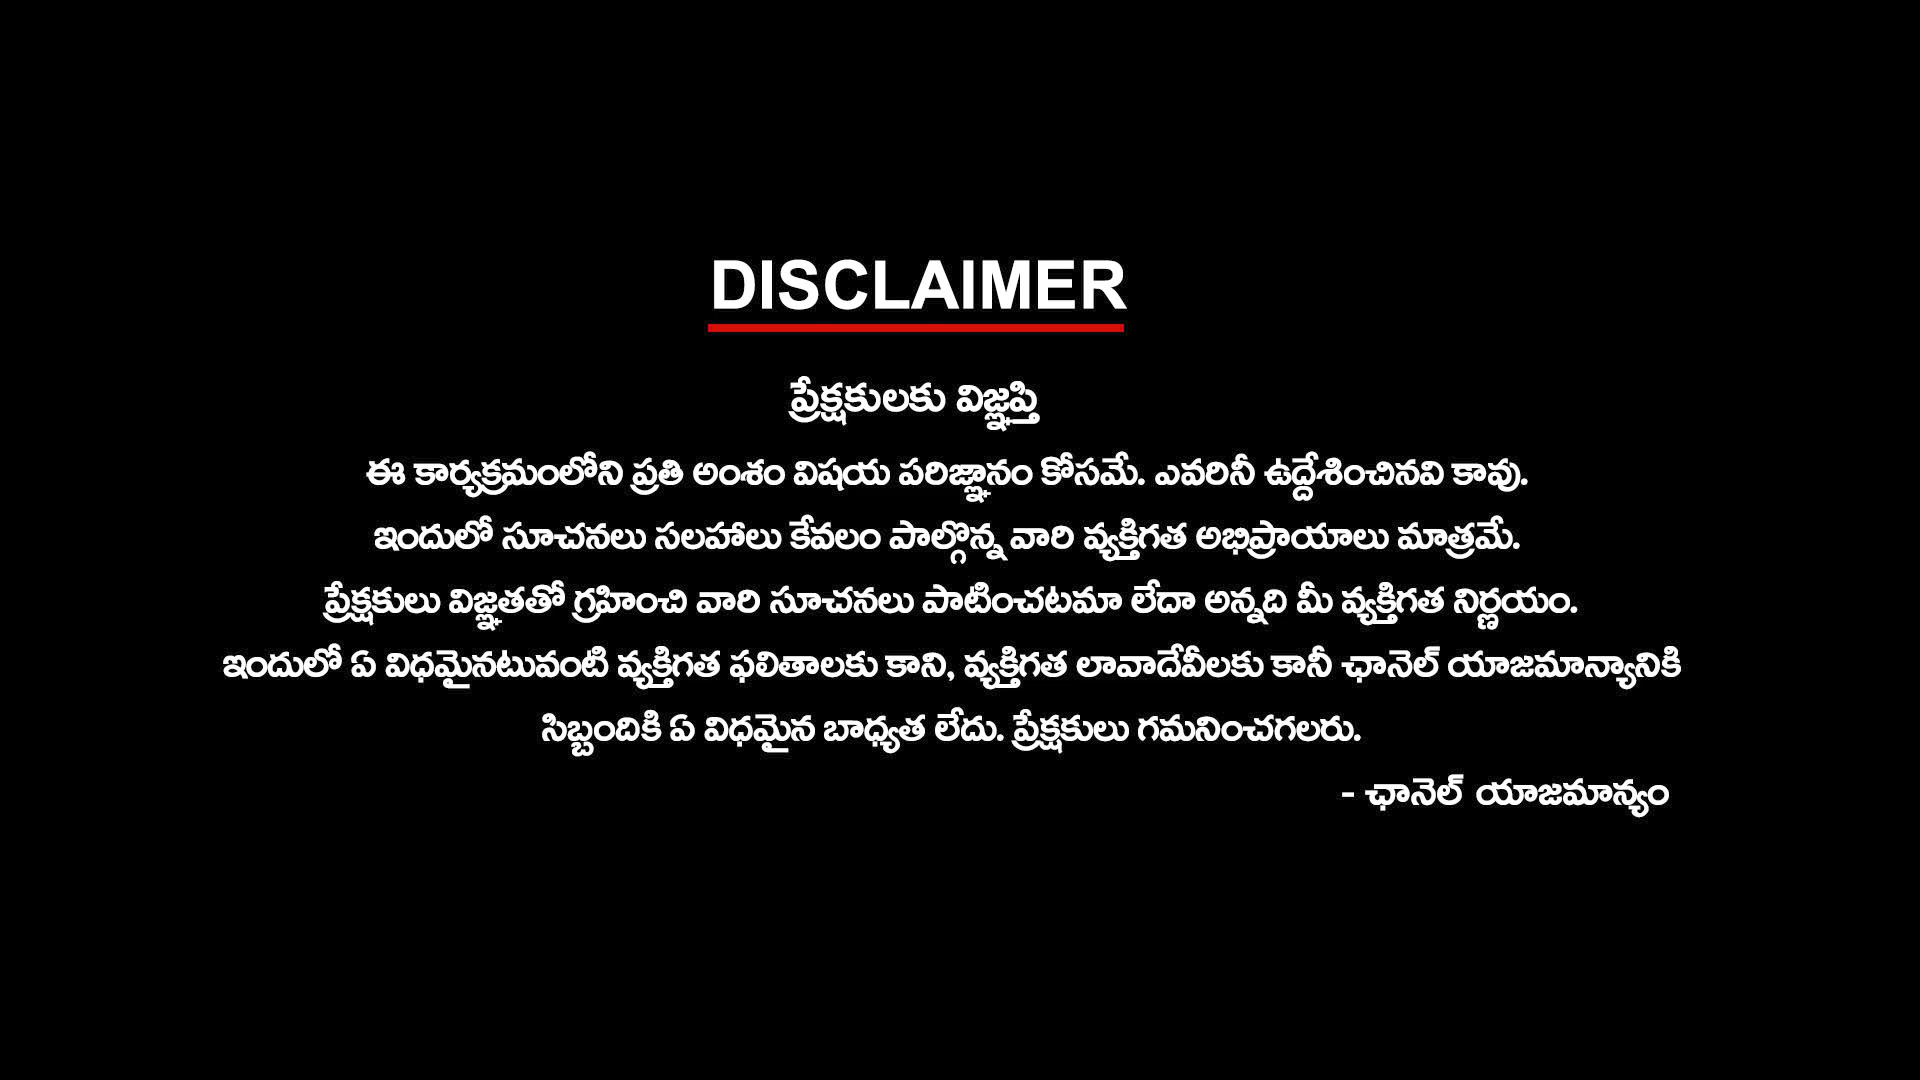 DISCLAIMER
ప్రేక్షకులకు విజ్ఞప్తి
ఈ కార్యక్రమంలోని ప్రతి అంశం విషయ పరిజ్ఞానం కోసమే. ఎవరినీ ఉద్దేశించినవి కావు.
ఇందులో సూచనలు సలహాలు కేవలం పాల్గొన్న వారి వ్యక్తిగత అభిప్రాయాలు మాత్రమే.
ప్రేక్షకులు విజ్ఞతతో గ్రహించి వారి సూచనలు పాటించటమా లేదా అన్నది మీ వ్యక్తిగత నిర్ణయం.
ఇందులో ఏ విధమైనటువంటి వ్యక్తిగత ఫలితాలకు కాని, వ్యక్తిగత లావాదేవీలకు కానీ ఛానెల్ యాజమాన్యానికి
సిబ్బందికి ఏ విధమైన బాధ్యత లేదు. ప్రేక్షకులు గమనించగలరు.
- ఛానెల్ యాజమాన్యం